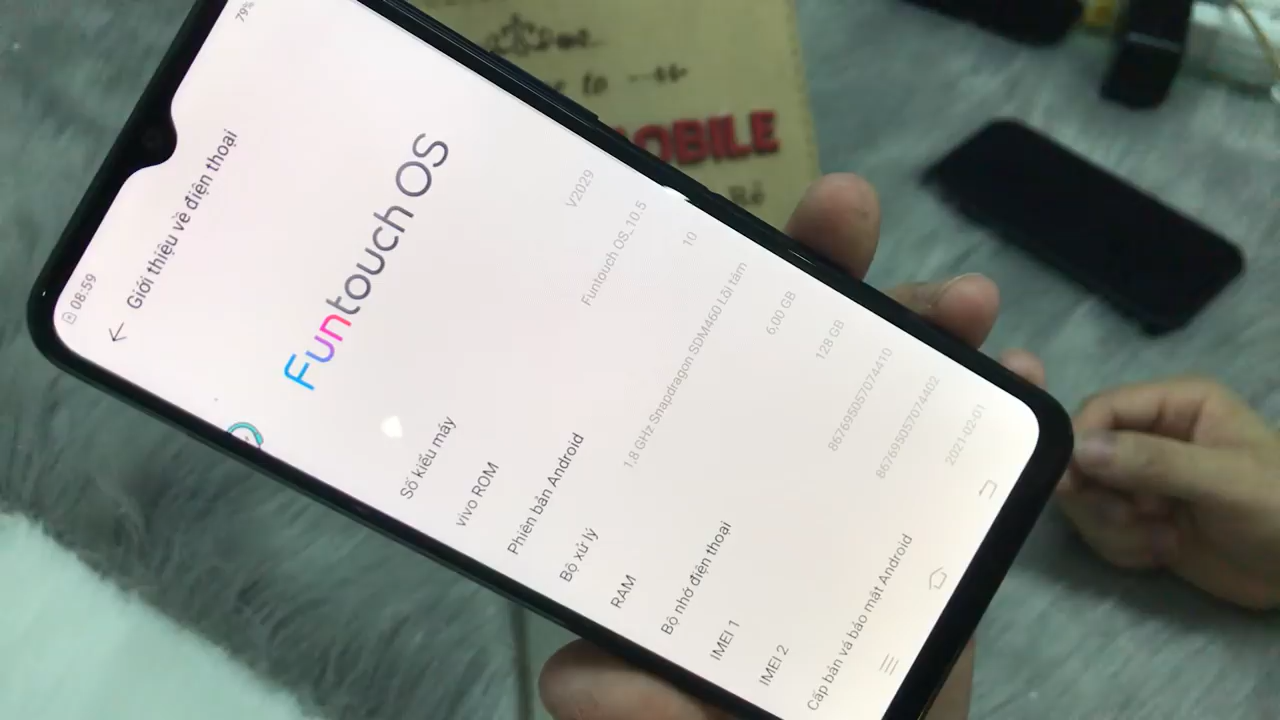 08:59
79%
Giới thiệu về điện thoại
Funtouch OS
Số kiểu máy V2029
vivo ROM Funtouch OS_10.5
Phiên bản Android 10
Bộ xử lý 1.8 GHz Snapdragon SDM460 Lõi tám
RAM 6,00 GB
Bộ nhớ điện thoại 128 GB
IMEI 1 867695057074410
IMEI 2 867695057074402
Cấp bản vá bảo mật Android 2021-02-01
to
MOBILE